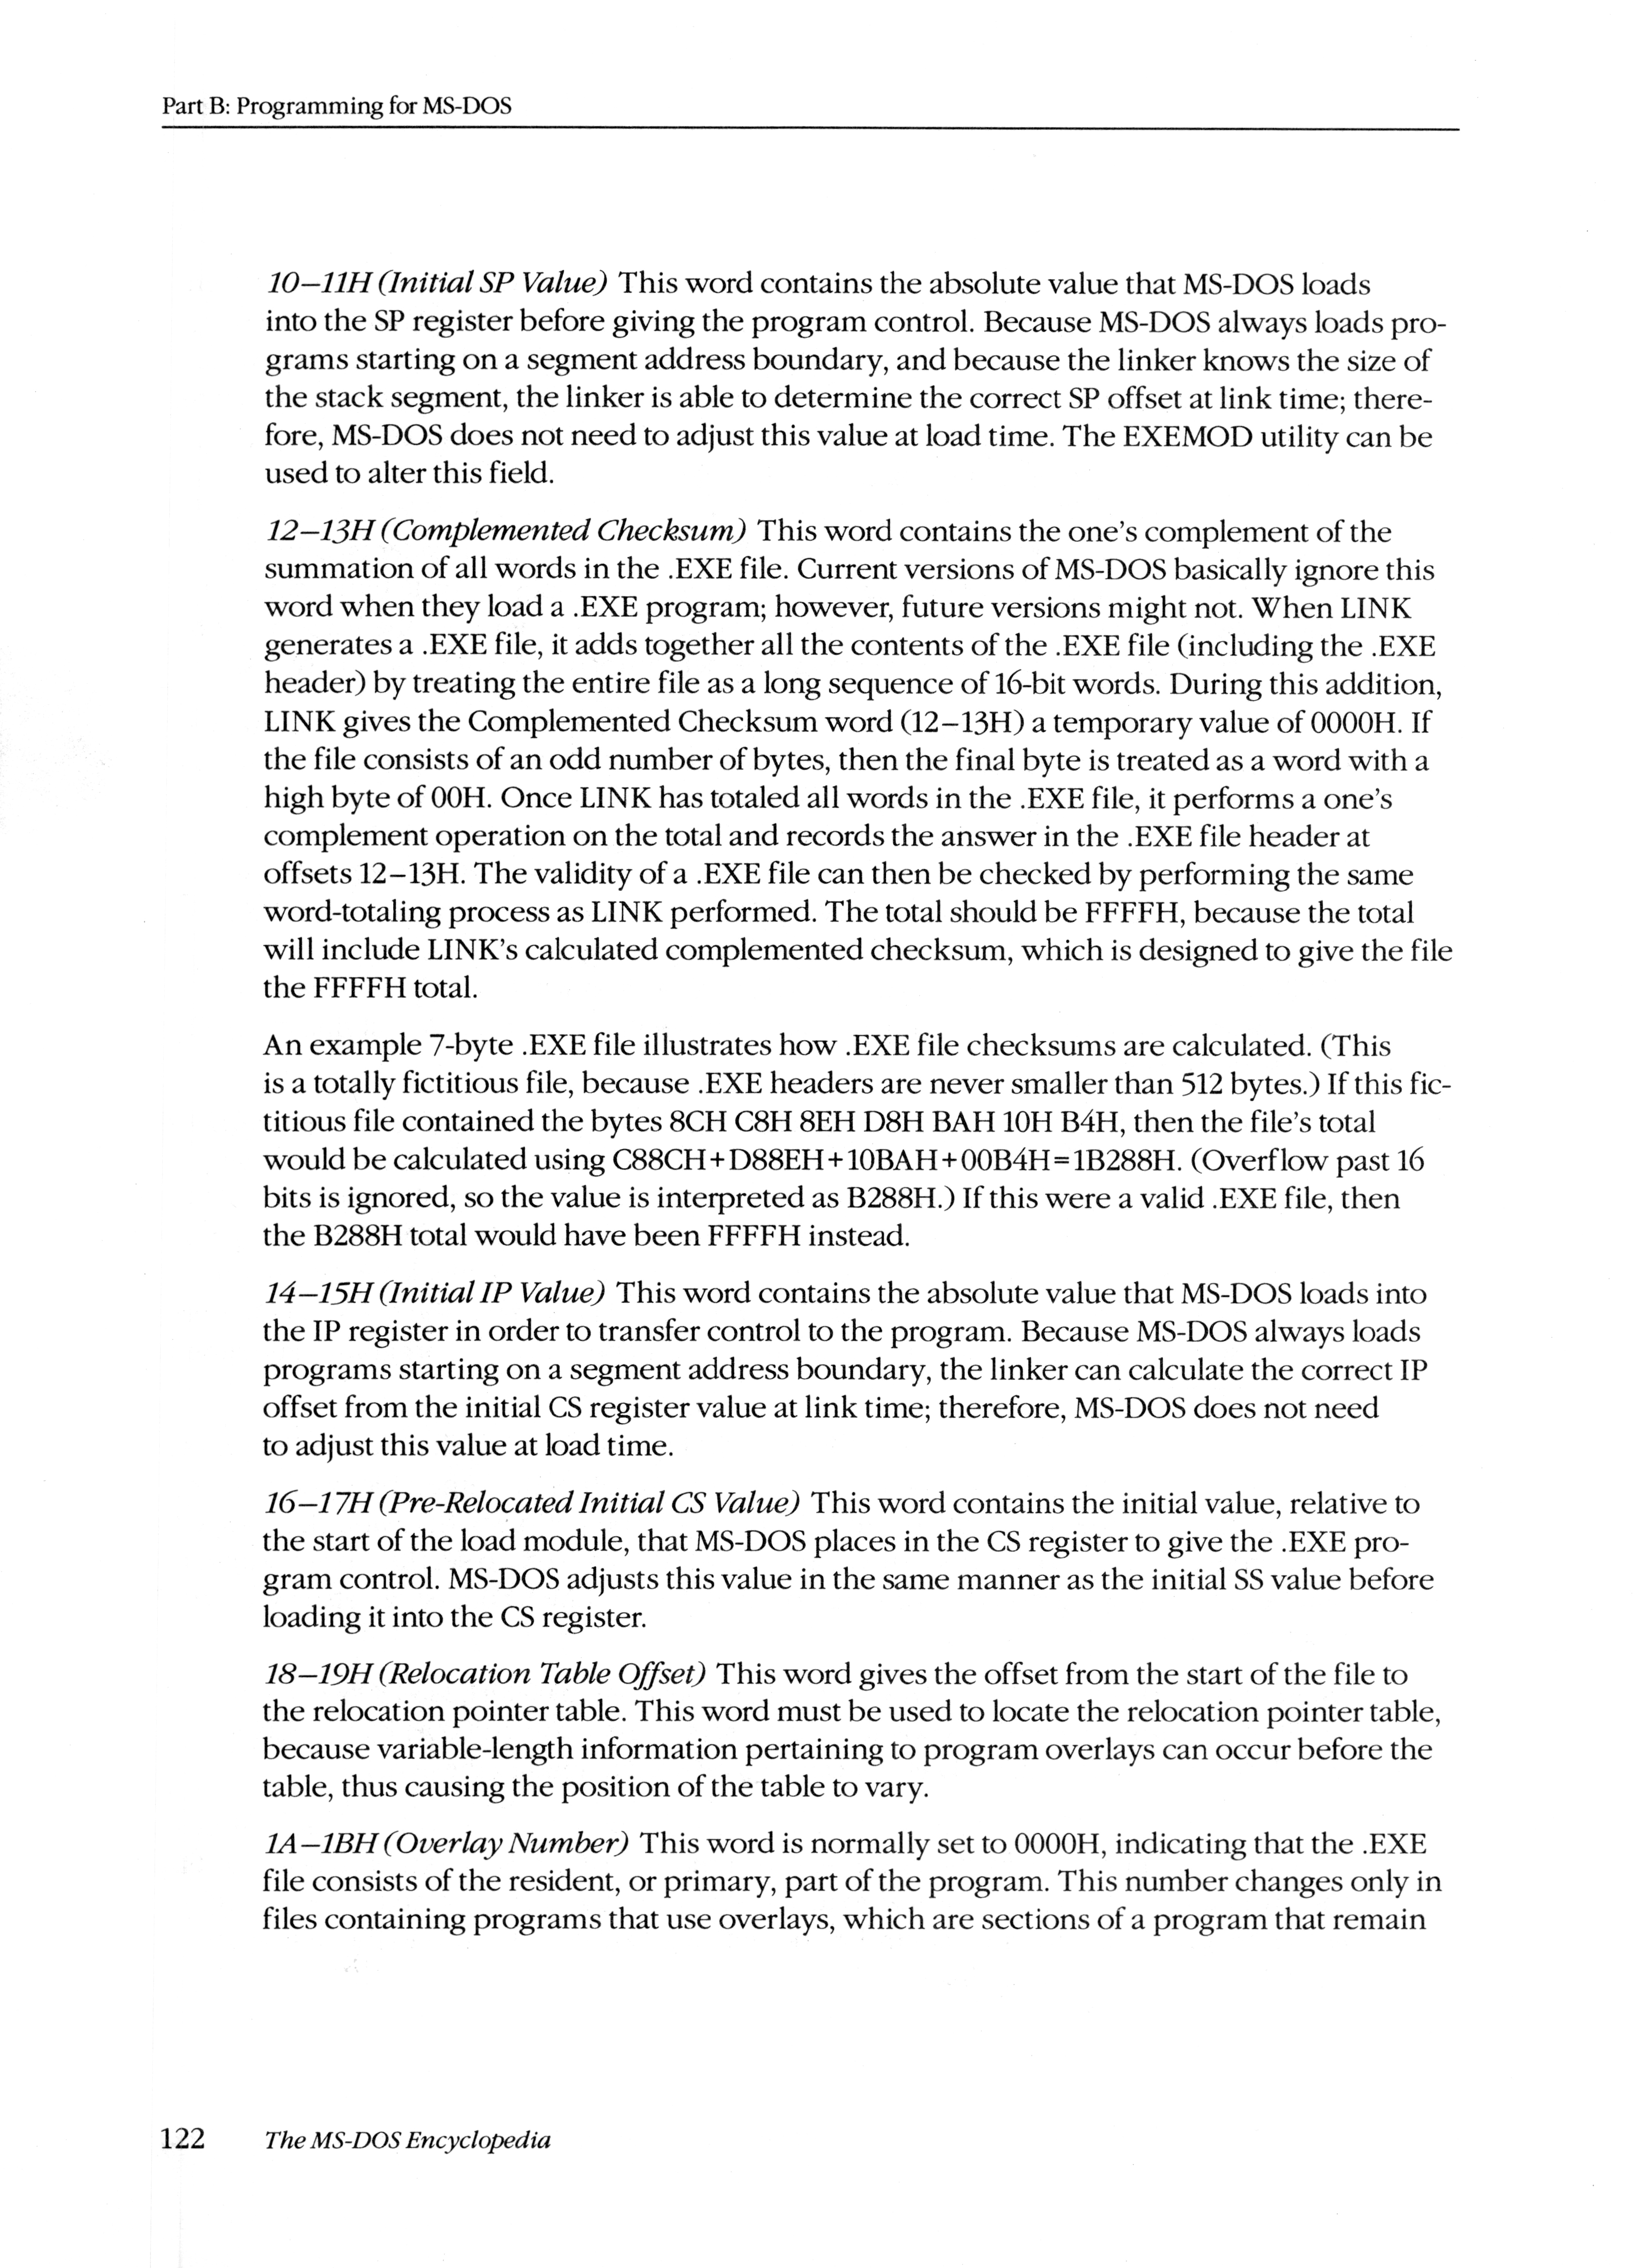 Part B: Programming for MS-DOS
10–11H (Initial SP Value) This word contains the absolute value that MS-DOS loads
into the SP register before giving the program control. Because MS-DOS always loads pro-
grams starting on a segment address boundary, and because the linker knows the size of
the stack segment, the linker is able to determine the correct SP offset at link time; there-
fore, MS-DOS does not need to adjust this value at load time. The EXEMOD utility can be
used to alter this field.
12–13H (Complemented Checksum) This word contains the one's complement of the
summation of all words in the .EXE file. Current versions of MS-DOS basically ignore this
word when they load a .EXE program; however, future versions might not. When LINK
generates a .EXE file, it adds together all the contents of the .EXE file (including the .EXE
header) by treating the entire file as a long sequence of 16-bit words. During this addition,
LINK gives the Complemented Checksum word (12–13H) a temporary value of 0000H. If
the file consists of an odd number of bytes, then the final byte is treated as a word with a
high byte of 00H. Once LINK has totaled all words in the .EXE file, it performs a one's
complement operation on the total and records the answer in the .EXE file header at
offsets 12–13H. The validity of a .EXE file can then be checked by performing the same
word-totaling process as LINK performed. The total should be FFFFH, because the total
will include LINK's calculated complemented checksum, which is designed to give the file
the FFFFH total.
An example 7-byte .EXE file illustrates how .EXE file checksums are calculated. (This
is a totally fictitious file, because .EXE headers are never smaller than 512 bytes.) If this fic-
titious file contained the bytes 8CH C8H 8EH D8H BAH 10H B4H, then the file's total
would be calculated using C88CH+D88EH+10BAH+00B4H=1B288H. (Overflow past 16
bits is ignored, so the value is interpreted as B288H.) If this were a valid .EXE file, then
the B288H total would have been FFFFH instead.
14–15H (Initial IP Value) This word contains the absolute value that MS-DOS loads into
the IP register in order to transfer control to the program. Because MS-DOS always loads
programs starting on a segment address boundary, the linker can calculate the correct IP
offset from the initial CS register value at link time; therefore, MS-DOS does not need
to adjust this value at load time.
16–17H (Pre-Relocated Initial CS Value) This word contains the initial value, relative to
the start of the load module, that MS-DOS places in the CS register to give the .EXE pro-
gram control. MS-DOS adjusts this value in the same manner as the initial SS value before
loading it into the CS register.
18–19H (Relocation Table Offset) This word gives the offset from the start of the file to
the relocation pointer table. This word must be used to locate the relocation pointer table,
because variable-length information pertaining to program overlays can occur before the
table, thus causing the position of the table to vary.
1A–1BH (Overlay Number) This word is normally set to 0000H, indicating that the .EXE
file consists of the resident, or primary, part of the program. This number changes only in
files containing programs that use overlays, which are sections of a program that remain
122 The MS-DOS Encyclopedia